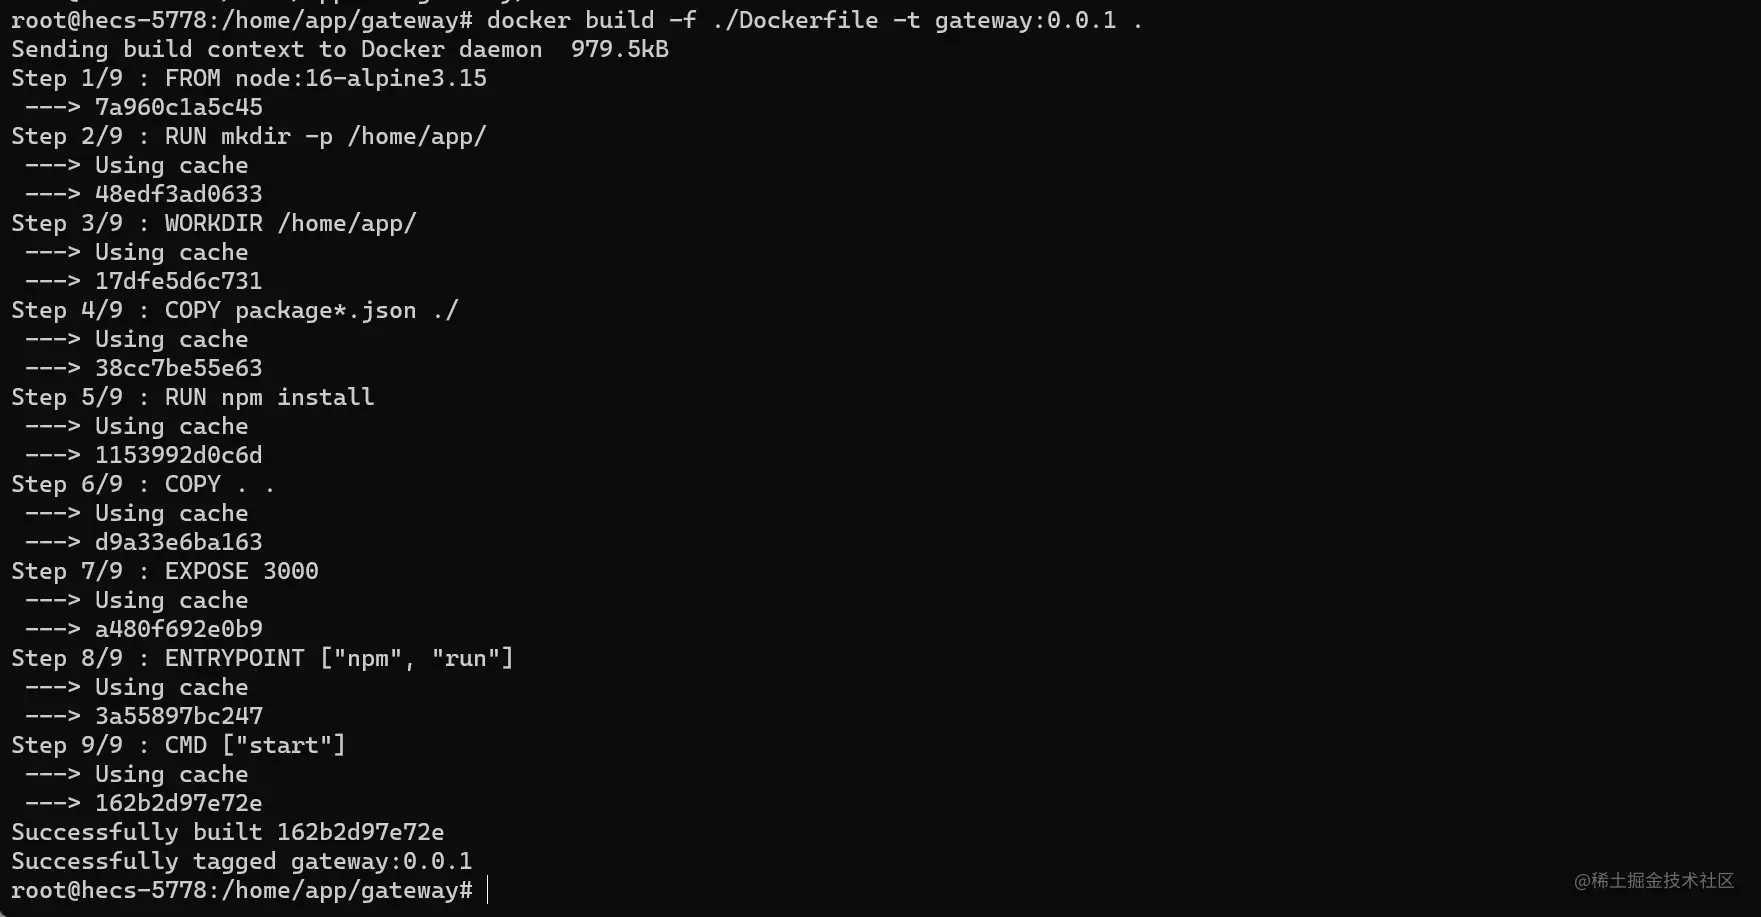 root@hecs-5778:/home/app/gateway# docker build -f ./Dockerfile -t gateway:0.0.1 .
Sending build context to Docker daemon  979.5kB
Step 1/9 : FROM node:16-alpine3.15
 ---> 7a960c1a5c45
Step 2/9 : RUN mkdir -p /home/app/
 ---> Using cache
 ---> 48edf3ad0633
Step 3/9 : WORKDIR /home/app/
 ---> Using cache
 ---> 17dfe5d6c731
Step 4/9 : COPY package*.json ./
 ---> Using cache
 ---> 38cc7be55e63
Step 5/9 : RUN npm install
 ---> Using cache
 ---> 1153992d0c6d
Step 6/9 : COPY . .
 ---> Using cache
 ---> d9a33e6ba163
Step 7/9 : EXPOSE 3000
 ---> Using cache
 ---> a480f692e0b9
Step 8/9 : ENTRYPOINT ["npm", "run"]
 ---> Using cache
 ---> 3a55897bc247
Step 9/9 : CMD ["start"]
 ---> Using cache
 ---> 162b2d97e72e
Successfully built 162b2d97e72e
Successfully tagged gateway:0.0.1
root@hecs-5778:/home/app/gateway#
@稀土掘金技术社区